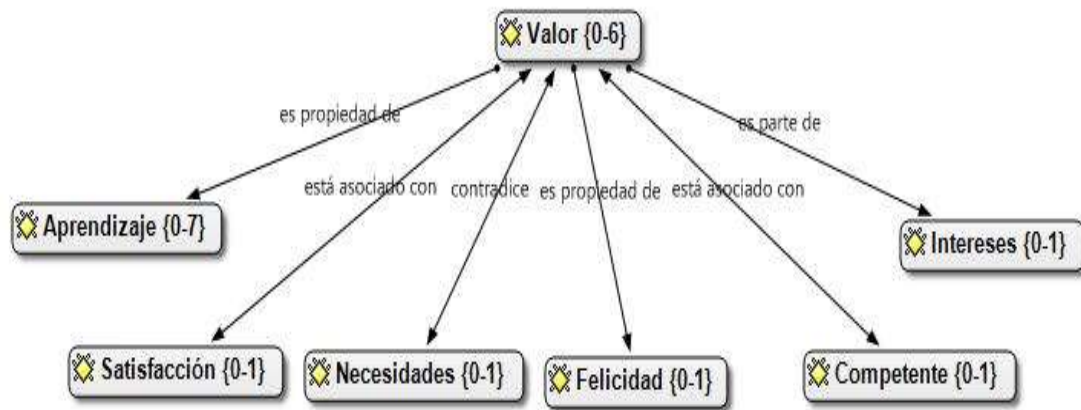 Valor {0-6}
es propiedad de
es parte de
está asociado con
contradice
es propiedad de
está asociado con
Aprendizaje {0-7}
Intereses {0-1}
Satisfacción {0-1}
Necesidades {0-1}
Felicidad {0-1}
Competente {0-1}